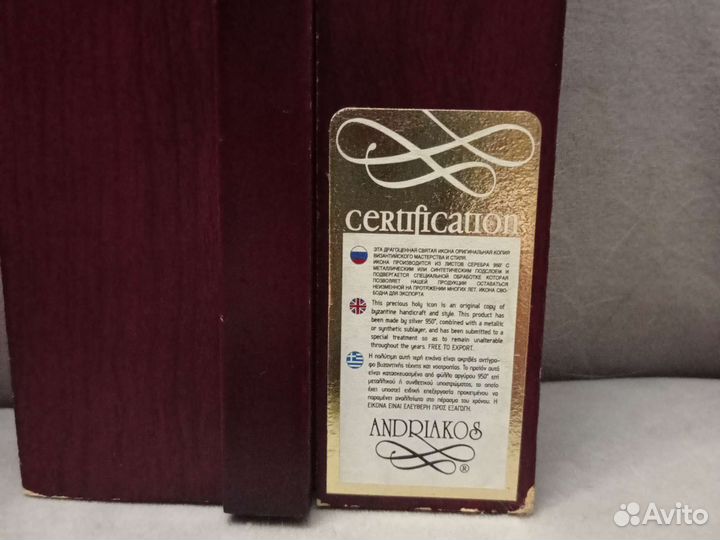 certification
ЭТА ДРАГОЦЕННАЯ СВЯТАЯ ИКОНА ОРИГИНАЛЬНАЯ КОПИЯ
ВИЗАНТИЙСКОГО МАСТЕРСТВА И СТИЛЯ.
ИКОНА ПРОИЗВОДИТСЯ ИЗ ЛИСТОВ СЕРЕБРА 950° С
МЕТАЛЛИЧЕСКИМ ИЛИ СИНТЕТИЧЕСКИМ ПОДСЛОЕМ И
ПОДВЕРГАЕТСЯ СПЕЦИАЛЬНОЙ ОБРАБОТКЕ КОТОРАЯ
ПОЗВОЛЯЕТ НАШЕЙ ПРОДУКЦИИ ОСТАВАТЬСЯ
НЕИЗМЕННОЙ НА ПРОТЯЖЕНИИ МНОГИХ ЛЕТ. ИКОНА СВО-
БОДНА ДЛЯ ЭКСПОРТА
This precious holy icon is an original copy of
byzantine handicraft and style. This product has
been made by silver 950°, combined with a metallic
or synthetic sublayer, and has been submitted to a
special treatment so as to remain unalterable
throughout the years. FREE TO EXPORT.
Η πολύτιμη αυτή ιερή εικόνα είναι ακριβές αντίγρα-
φο Βυζαντινής τέχνης και νοοτροπίας. Το προϊόν αυτό
είναι κατασκευασμένο από φύλλο αργύρου 950° επί
μεταλλικού ή συνθετικού υποστρώματος, το οποίο
έχει υποστεί ειδική επεξεργασία προκειμένου να
παραμένει αναλλοίωτο στο πέρασμα του χρόνου. Η
ΕΙΚΟΝΑ ΕΙΝΑΙ ΕΛΕΥΘΕΡΗ ΠΡΟΣ ΕΞΑΓΩΓΗ.
ANDRIAKOS
®
Avito